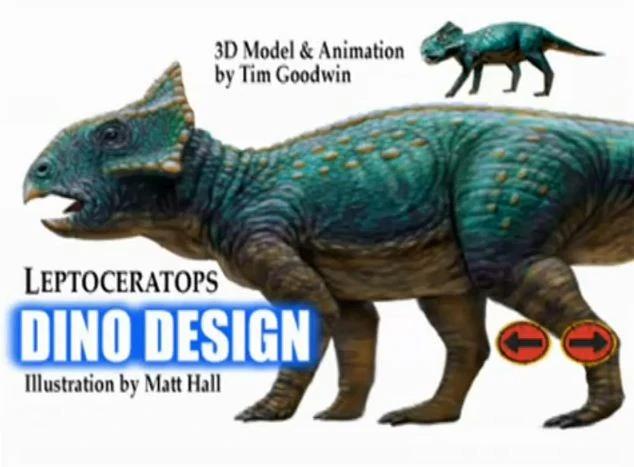 3D Model & Animation
by Tim Goodwin
LEPTOCERATOPS
DINO DESIGN
Illustration by Matt Hall